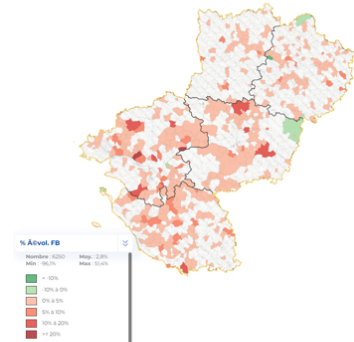 % Ã©vol. FB
Nombre : 6250 Moy. : 2,8%
Min : -96,1% Max : 51,4%
< -10%
-10% à 0%
0% à 5%
5% à 10%
10% à 20%
>= 20%